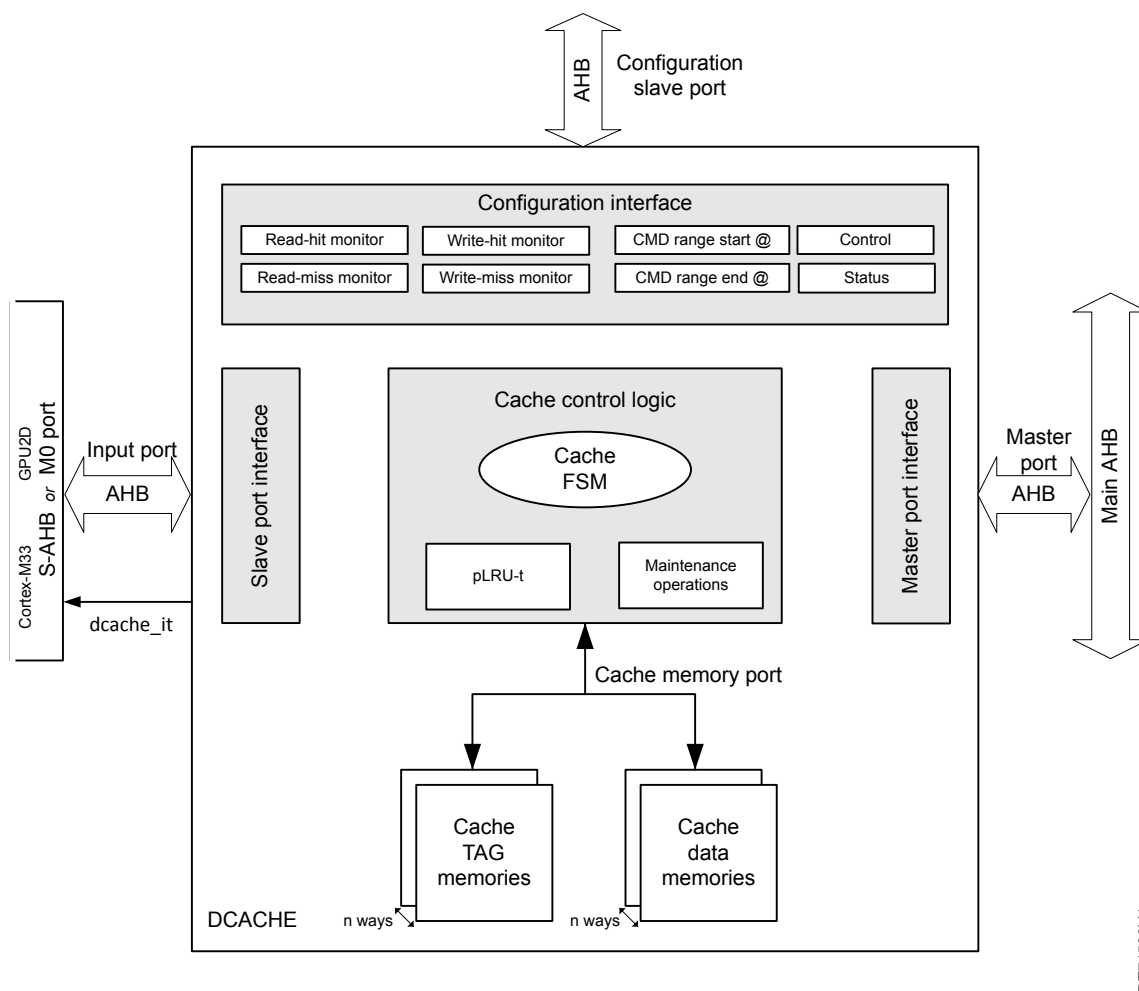 AHB
Configuration
slave port
Configuration interface
Read-hit monitor
Write-hit monitor
CMD range start @
Control
Read-miss monitor
Write-miss monitor
CMD range end @
Status
Cortex-M33 GPU2D
S-AHB or M0 port
Input port
AHB
dcache_it
Slave port interface
Cache control logic
Cache
FSM
pLRU-t
Maintenance
operations
Master port interface
Master
port
AHB
Main AHB
Cache memory port
Cache
TAG
memories
n ways
Cache
data
memories
n ways
DCACHE